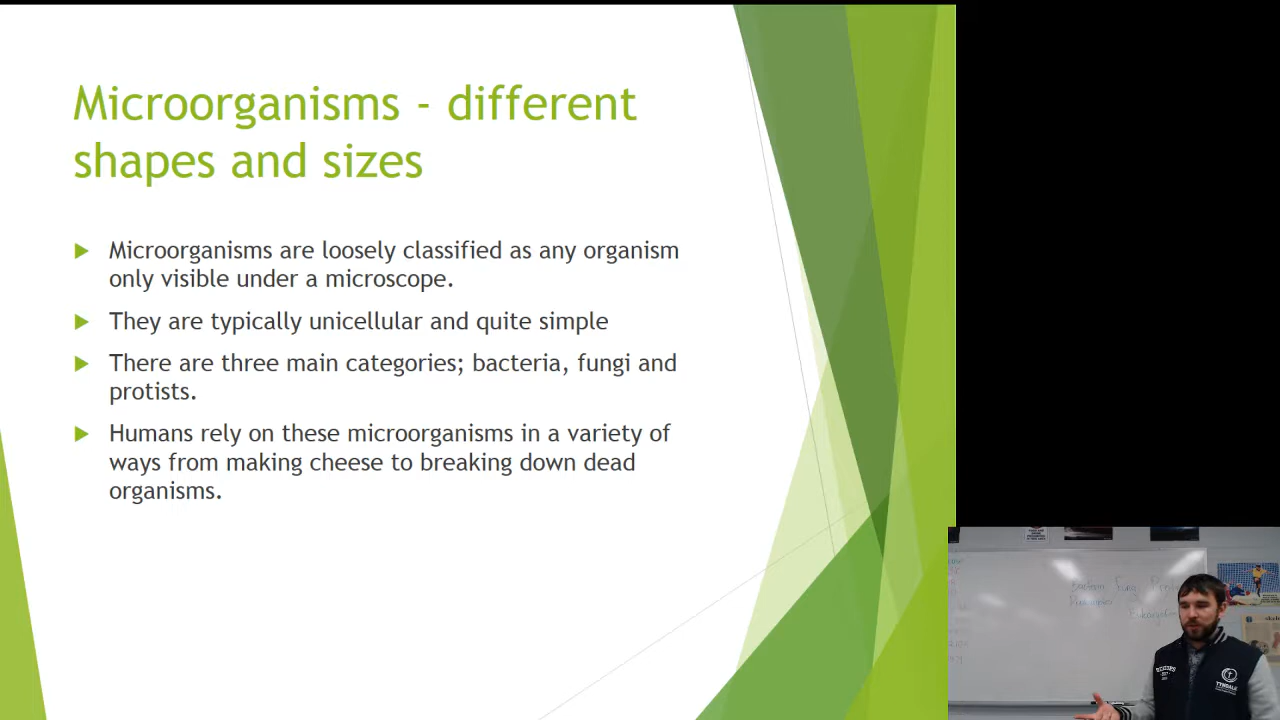 Microorganisms - different
shapes and sizes
Microorganisms are loosely classified as any organism
only visible under a microscope.
They are typically unicellular and quite simple
There are three main categories; bacteria, fungi and
protists.
Humans rely on these microorganisms in a variety of
ways from making cheese to breaking down dead
organisms.
TYNDALE